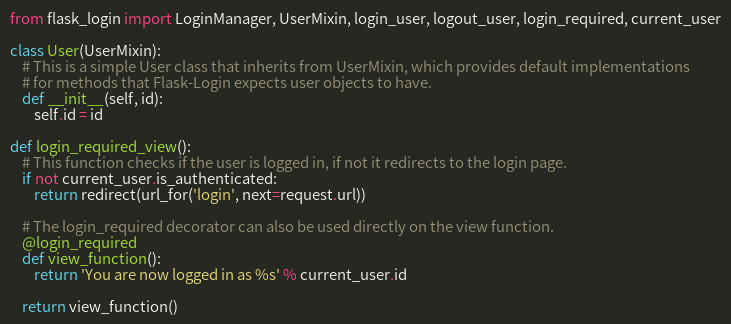 from flask_login import LoginManager, UserMixin, login_user, logout_user, login_required, current_user

class User(UserMixin):
    # This is a simple User class that inherits from UserMixin, which provides default implementations
    # for methods that Flask-Login expects user objects to have.
    def __init__(self, id):
        self.id = id

def login_required_view():
    # This function checks if the user is logged in, if not it redirects to the login page.
    if not current_user.is_authenticated:
        return redirect(url_for('login', next=request.url))

    # The login_required decorator can also be used directly on the view function.
    @login_required
    def view_function():
        return 'You are now logged in as %s' % current_user.id

    return view_function()